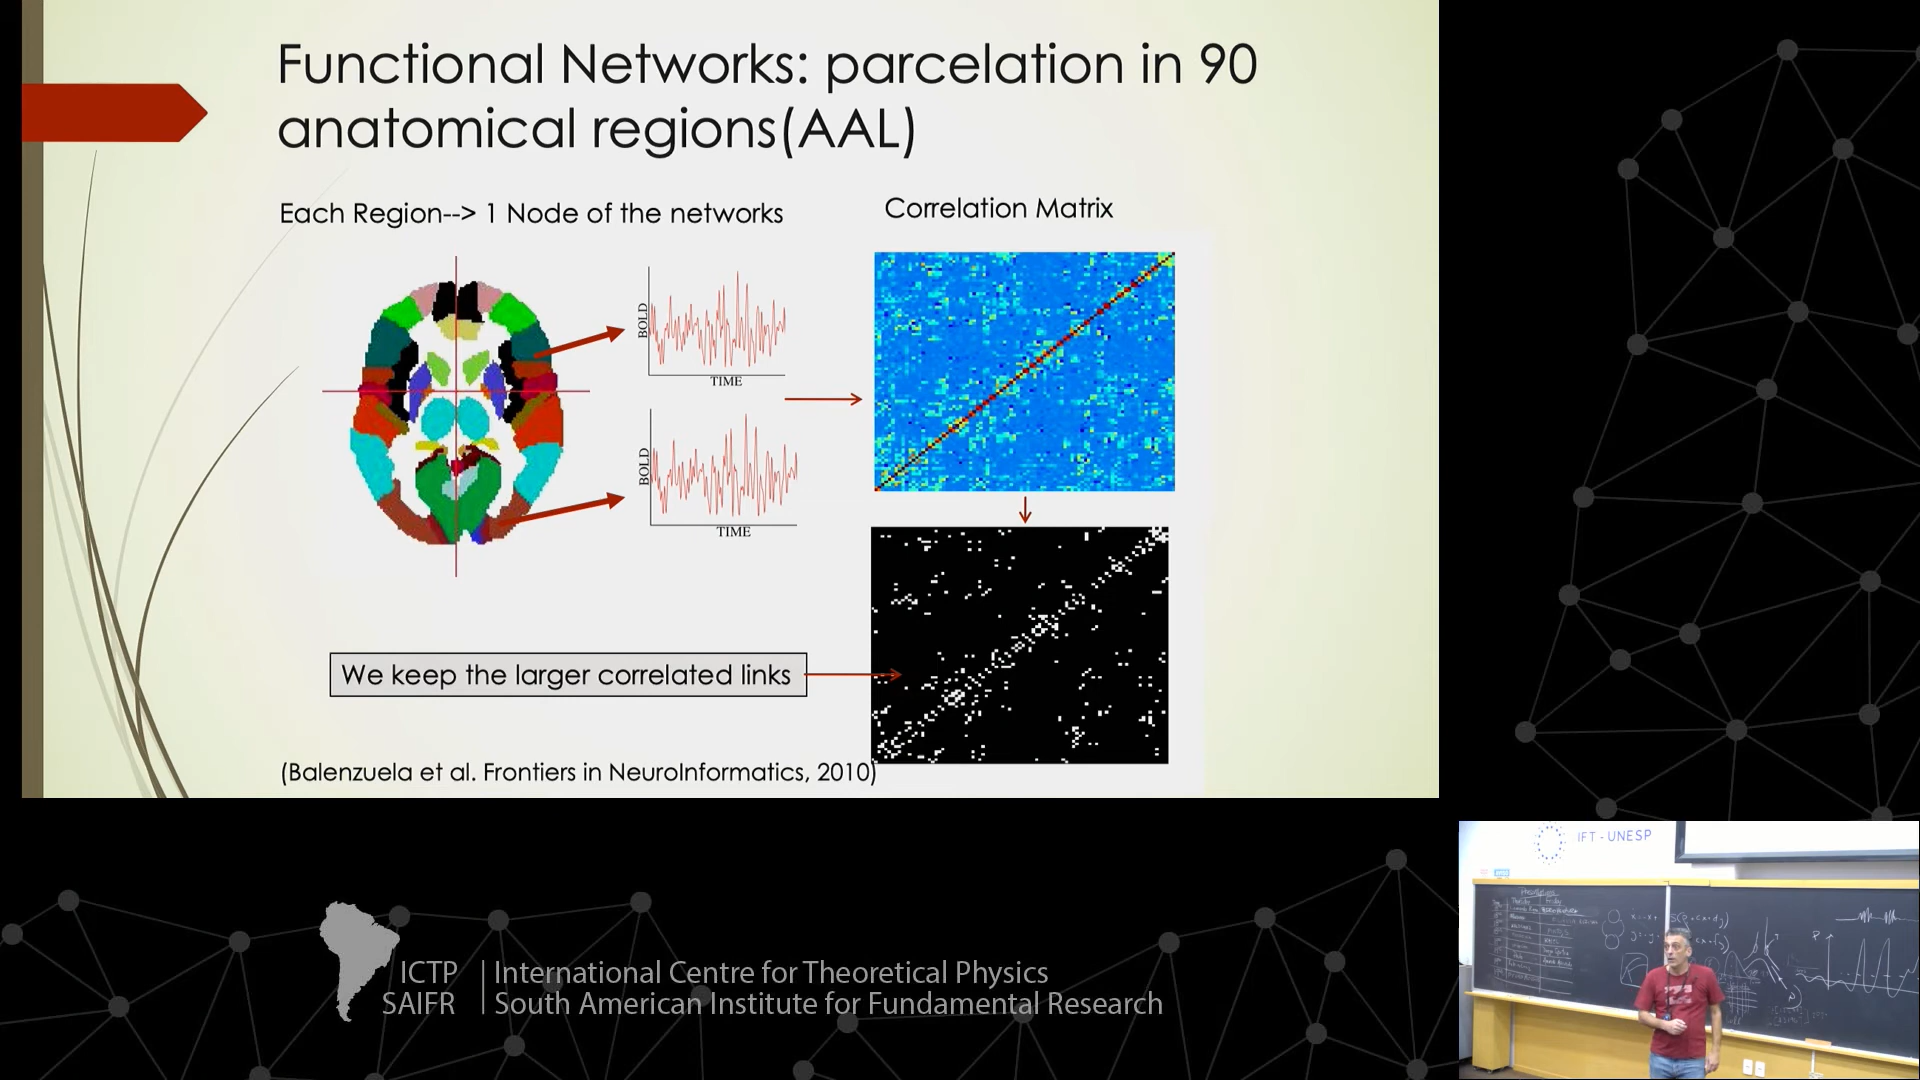 Functional Networks: parcelation in 90
anatomical regions(AAL)
Each Region--> 1 Node of the networks
Correlation Matrix
BOLD
TIME
BOLD
TIME
We keep the larger correlated links
(Balenzuela et al. Frontiers in NeuroInformatics, 2010)
IFT - UNESP
ICTP
SAIFR
International Centre for Theoretical Physics
South American Institute for Fundamental Research